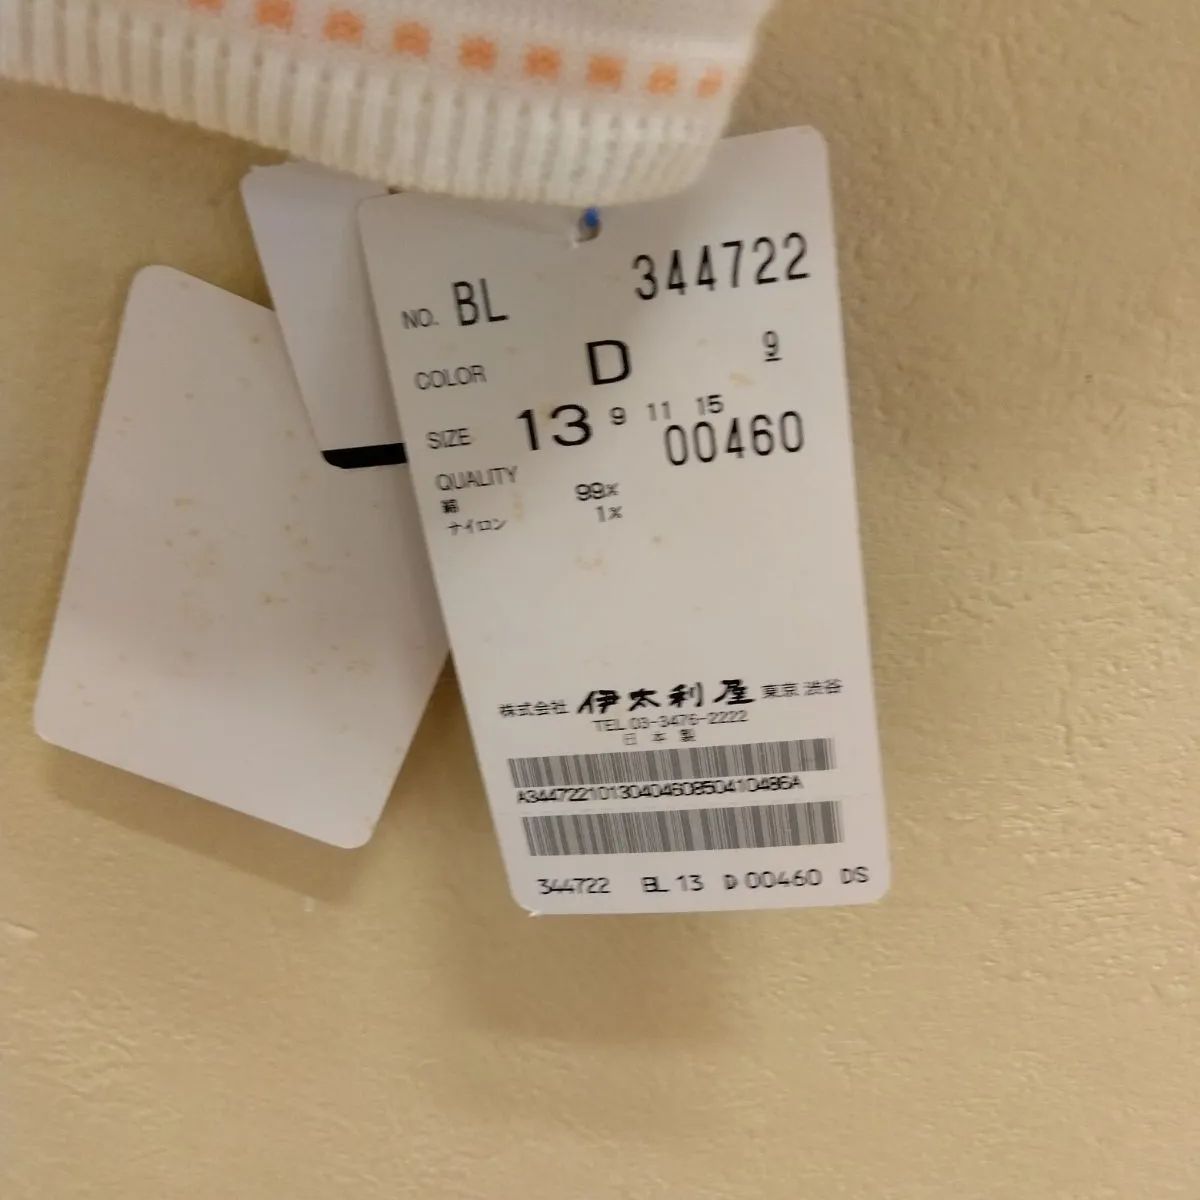 NO. BL 344722
COLOR D 9
SIZE 13 9 11 15
00460
QUALITY
綿 99%
ナイロン 1%
株式会社 伊太利屋 東京 渋谷
TEL 03-3476-2222
日本製
A3447221013040460850410486A
344722 BL 13 D 00460 DS